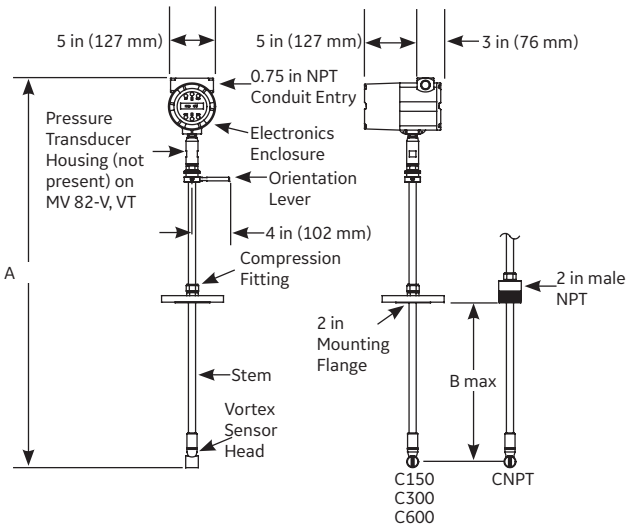 5 in (127 mm)
5 in (127 mm)
3 in (76 mm)
0.75 in NPT
Conduit Entry
Pressure
Transducer
Housing (not
present) on
MV 82-V, VT
Electronics
Enclosure
Orientation
Lever
4 in (102 mm)
A
Compression
Fitting
2 in male
NPT
2 in
Mounting
Flange
B max
Stem
Vortex
Sensor
Head
C150
C300
C600
CNPT